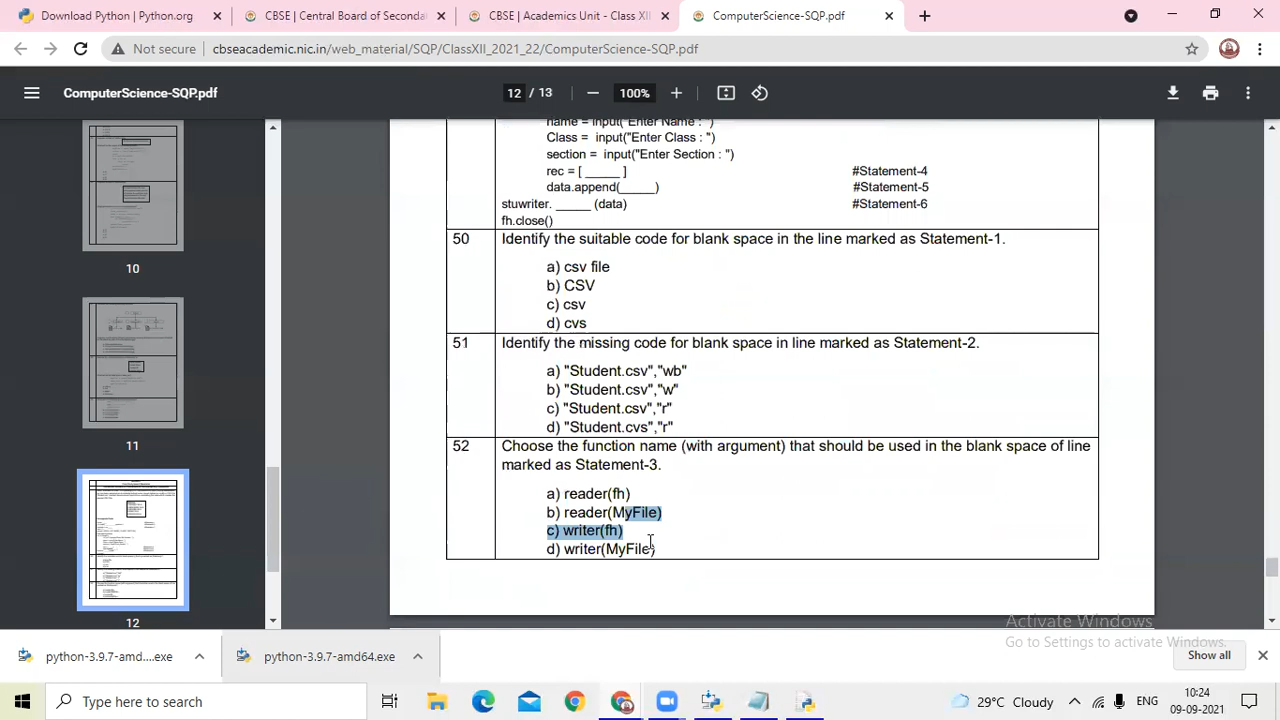 Download Python | Python.org
CBSE | Central Board of Seconda
CBSE | Academics Unit - Class XII
ComputerScience-SQP.pdf
Not secure
cbseacademic.nic.in/web_material/SQP/ClassXII_2021_22/ComputerScience-SQP.pdf
ComputerScience-SQP.pdf
12 / 13
100%
10
11
12
name = input("Enter Name : ")
Class = input("Enter Class : ")
section = input("Enter Section : ")
rec = [ _____ ] #Statement-4
data.append(_____) #Statement-5
stuwriter. _____ (data) #Statement-6
fh.close()
50 Identify the suitable code for blank space in the line marked as Statement-1.
a) csv file
b) CSV
c) csv
d) cvs
51 Identify the missing code for blank space in line marked as Statement-2.
a) "Student.csv","wb"
b) "Student.csv","w"
c) "Student.csv","r"
d) "Student.cvs","r"
52 Choose the function name (with argument) that should be used in the blank space of line
marked as Statement-3.
a) reader(fh)
b) reader(MyFile)
c) writer(fh)
d) writer(MyFile)
Activate Windows
Go to Settings to activate Windows.
python-3.9.7-amd....exe
python-3.9.7-amd64.exe
Show all
Type here to search
29°C Cloudy
ENG
10:24
09-09-2021